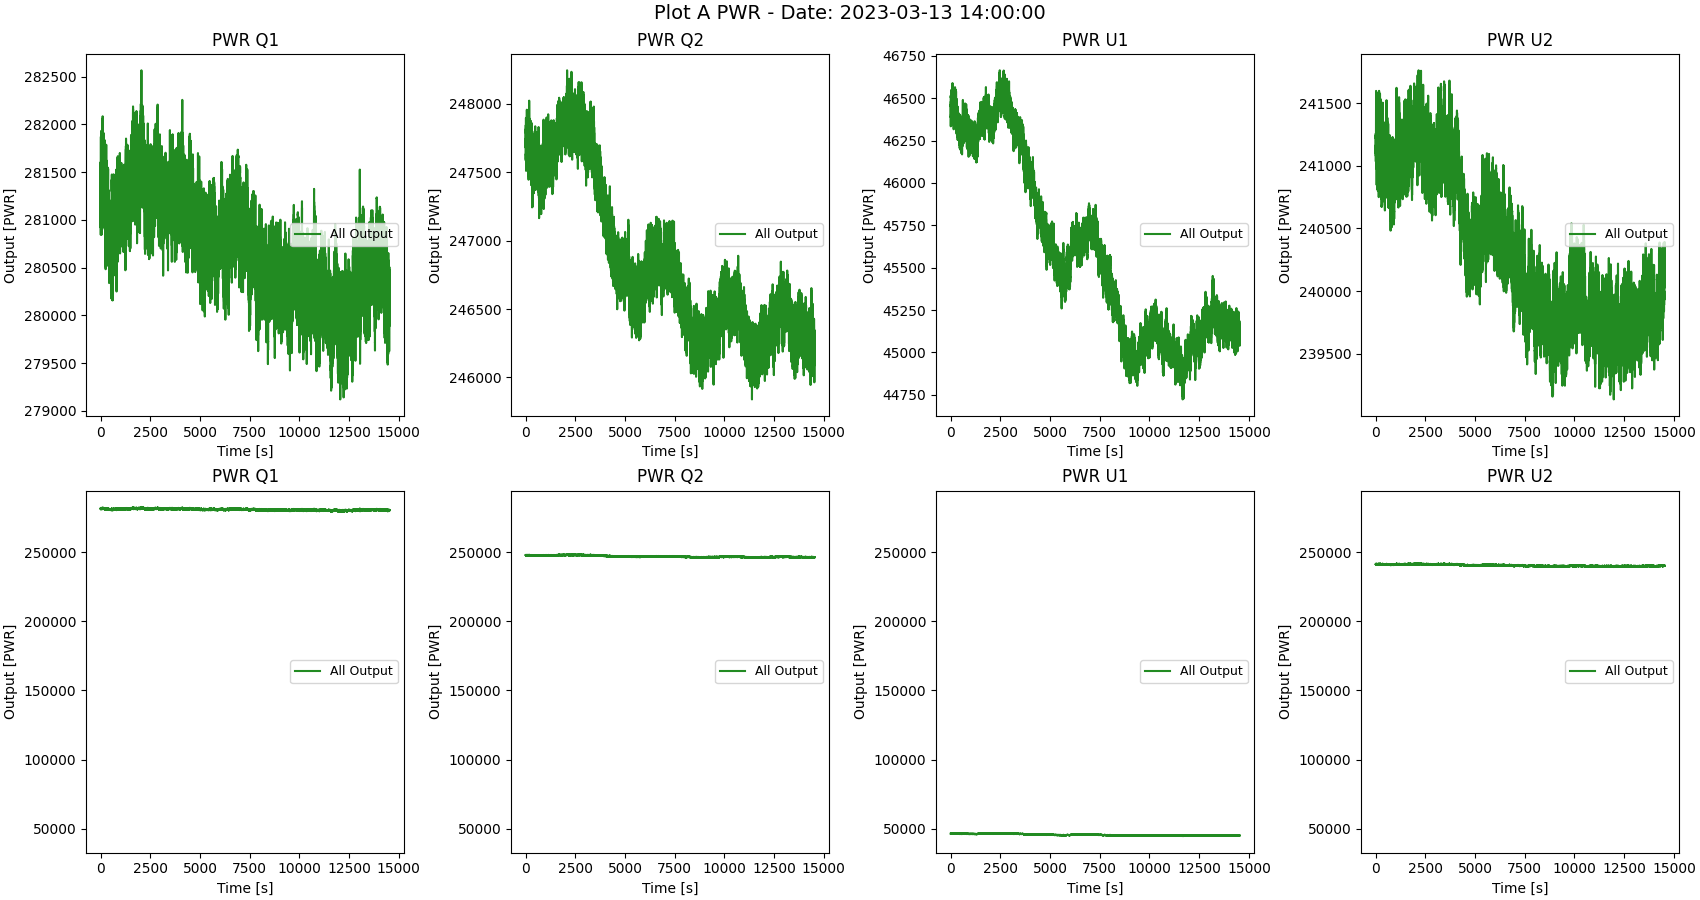 Plot A PWR - Date: 2023-03-13 14:00:00
PWR Q1
Output [PWR]
282500
282000
281500
281000
280500
280000
279500
279000
All Output
0 2500 5000 7500 10000 12500 15000
Time [s]
PWR Q2
Output [PWR]
248000
247500
247000
246500
246000
All Output
0 2500 5000 7500 10000 12500 15000
Time [s]
PWR U1
Output [PWR]
46750
46500
46250
46000
45750
45500
45250
45000
44750
All Output
0 2500 5000 7500 10000 12500 15000
Time [s]
PWR U2
Output [PWR]
241500
241000
240500
240000
239500
All Output
0 2500 5000 7500 10000 12500 15000
Time [s]
PWR Q1
Output [PWR]
250000
200000
150000
100000
50000
All Output
0 2500 5000 7500 10000 12500 15000
Time [s]
PWR Q2
Output [PWR]
250000
200000
150000
100000
50000
All Output
0 2500 5000 7500 10000 12500 15000
Time [s]
PWR U1
Output [PWR]
250000
200000
150000
100000
50000
All Output
0 2500 5000 7500 10000 12500 15000
Time [s]
PWR U2
Output [PWR]
250000
200000
150000
100000
50000
All Output
0 2500 5000 7500 10000 12500 15000
Time [s]